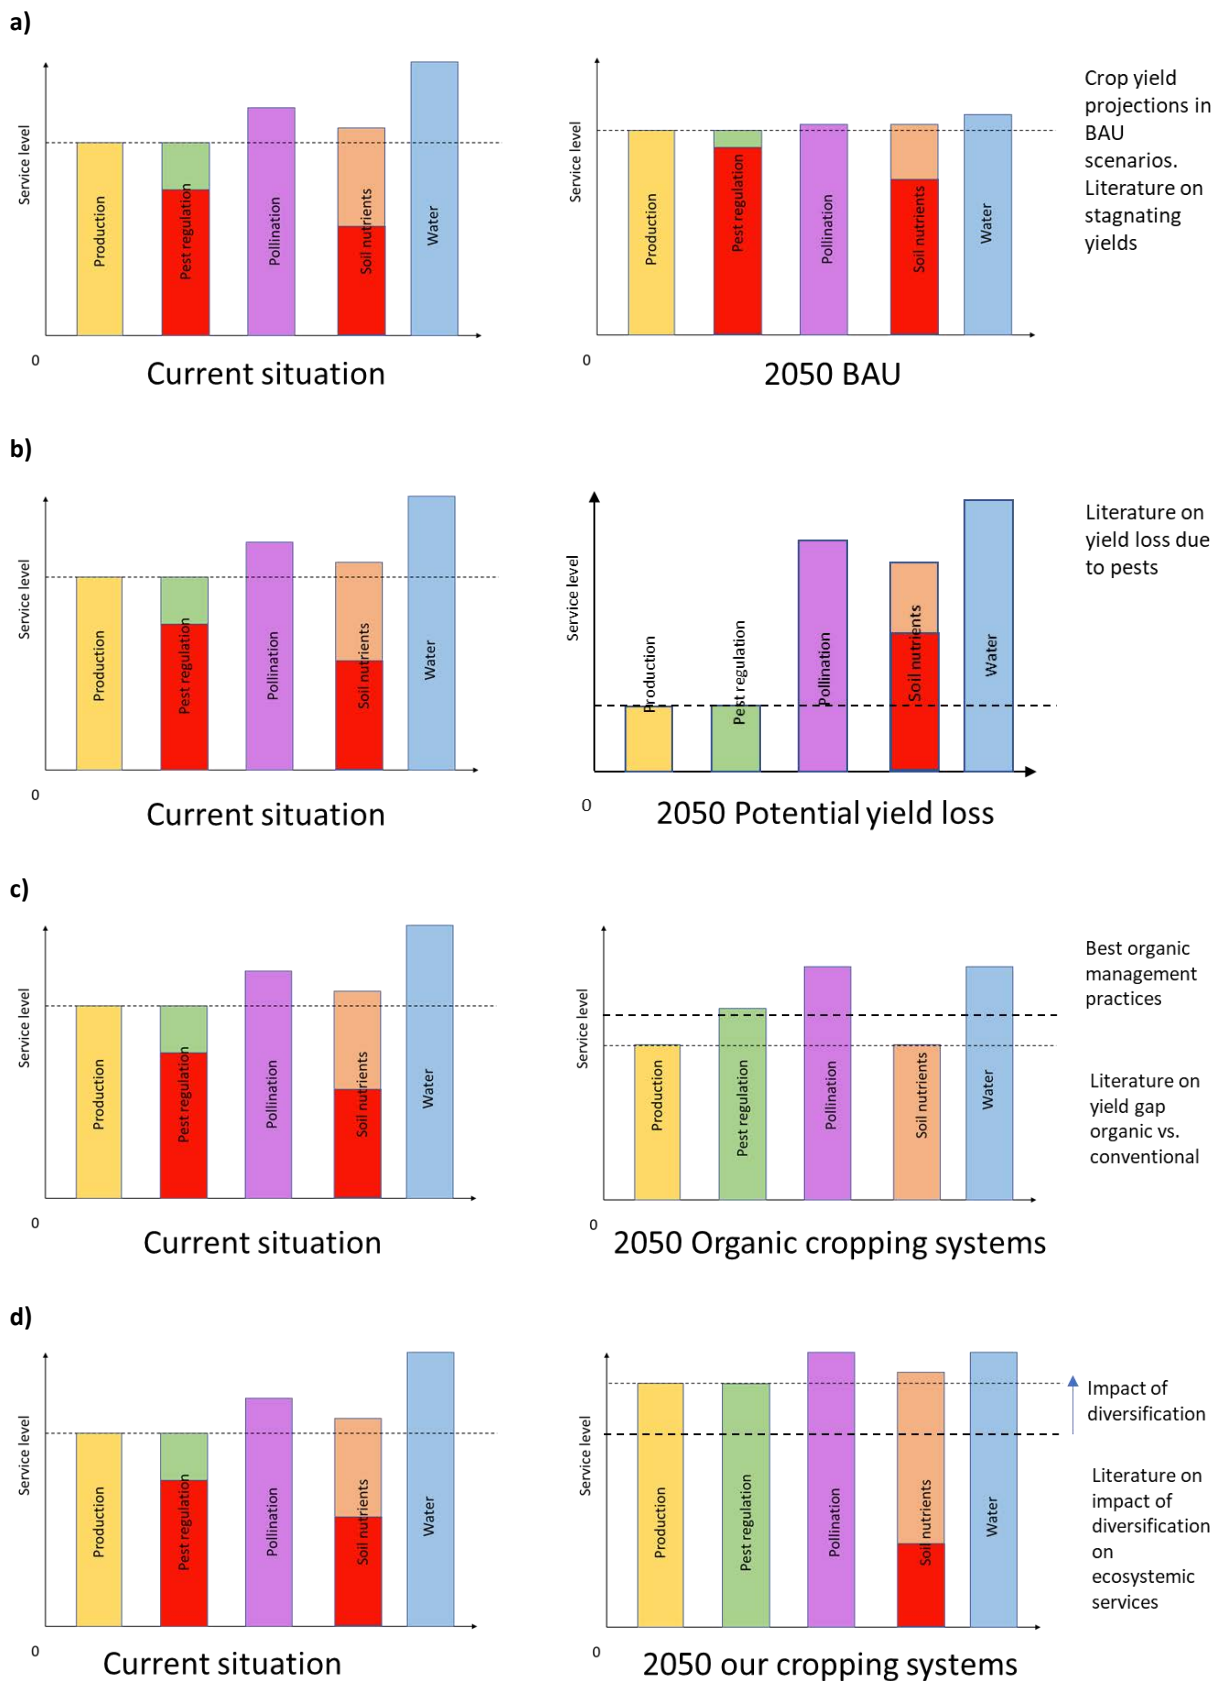 a)
Service level
Production
Pest regulation
Pollination
Soil nutrients
Water
0
Current situation
Service level
Production
Pest regulation
Pollination
Soil nutrients
Water
0
2050 BAU
Crop yield
projections in
BAU
scenarios.
Literature on
stagnating
yields
b)
Service level
Production
Pest regulation
Pollination
Soil nutrients
Water
0
Current situation
Service level
Production
Pest regulation
Pollination
Soil nutrients
Water
0
2050 Potential yield loss
Literature on
yield loss due
to pests
c)
Service level
Production
Pest regulation
Pollination
Soil nutrients
Water
0
Current situation
Service level
Production
Pest regulation
Pollination
Soil nutrients
Water
0
2050 Organic cropping systems
Best organic
management
practices
Literature on
yield gap
organic vs.
conventional
d)
Service level
Production
Pest regulation
Pollination
Soil nutrients
Water
0
Current situation
Service level
Production
Pest regulation
Pollination
Soil nutrients
Water
0
2050 our cropping systems
Impact of
diversification
Literature on
impact of
diversification
on
ecosystemic
services